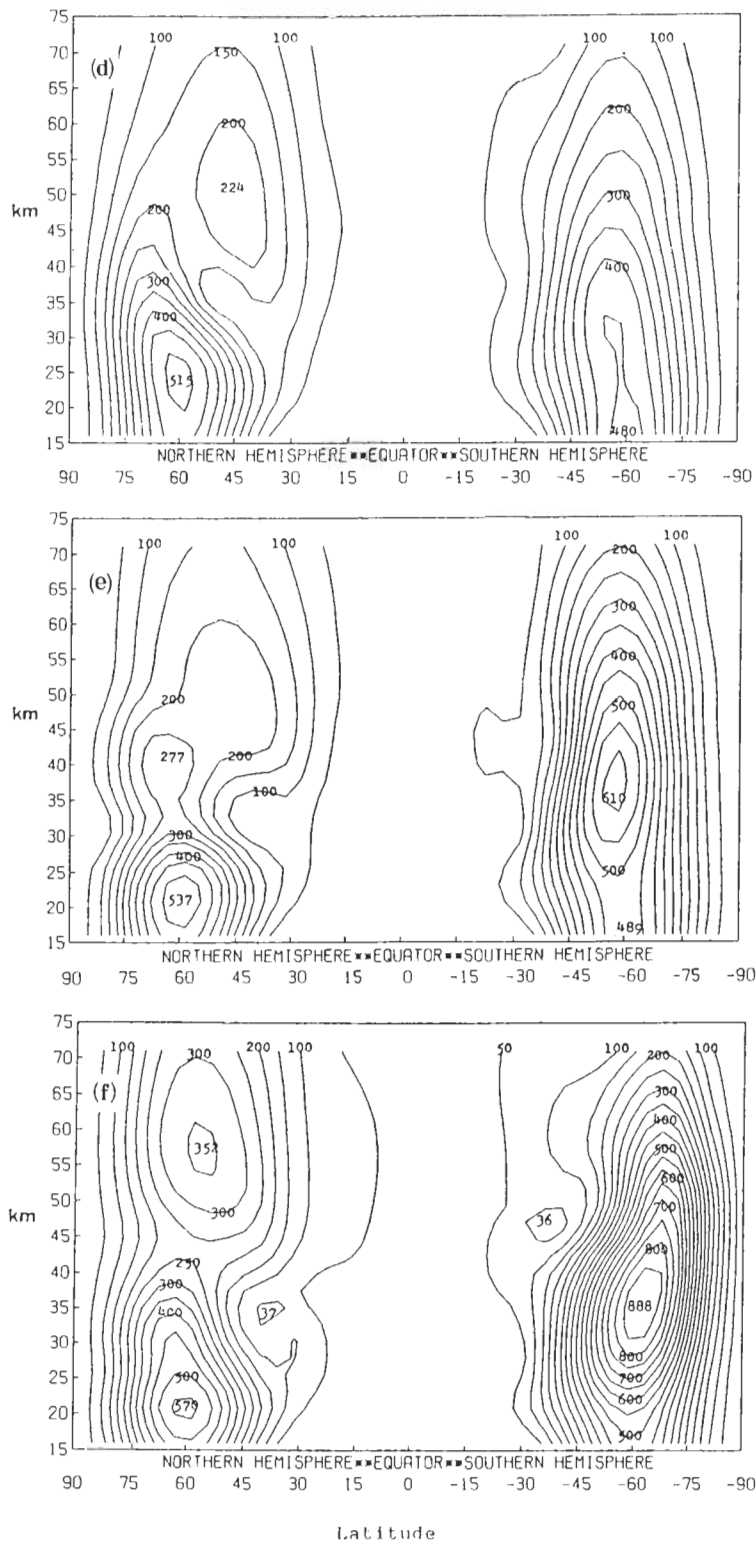 75 100 150 100 100 100
(d)
70
65
60 200 200
55
224
50
km 200 300
45
40 400
300
35
400
30
25
515
20
480
15
NORTHERN HEMISPHERE**EQUATOR**SOUTHERN HEMISPHERE
90 75 60 45 30 15 0 -15 -30 -45 -60 -75 -90
75
100 100 100 200 100
70
(e)
65
300
60
400
55
50 200 500
km
45
277 200
40
100 610
35
300
30
400
25 500
537
20
489
15
NORTHERN HEMISPHERE**EQUATOR**SOUTHERN HEMISPHERE
90 75 60 45 30 15 0 -15 -30 -45 -60 -75 -90
75
100 300 200 100 50 100 200 100
70
(f)
65 300
60 400
352 500
55
600
50
300 700
km 36
45
250 800
40
300
35 400 37 888
30
800
25 500 700
600
20 579
500
15
NORTHERN HEMISPHERE**EQUATOR**SOUTHERN HEMISPHERE
90 75 60 45 30 15 0 -15 -30 -45 -60 -75 -90
Latitude